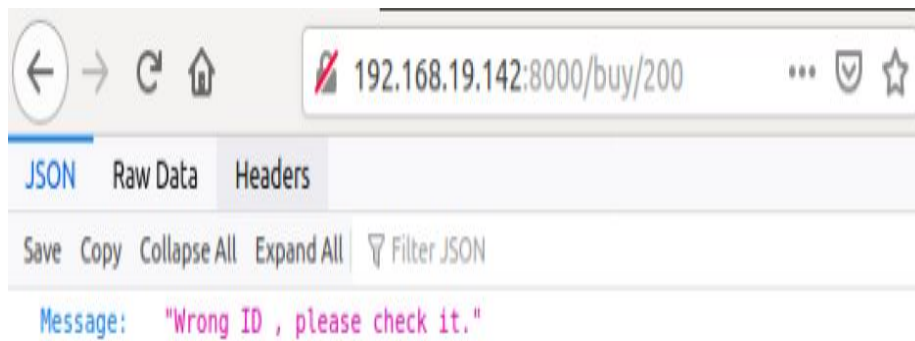 192.168.19.142:8000/buy/200
JSON Raw Data Headers
Save Copy Collapse All Expand All Filter JSON
Message: "Wrong ID , please check it."